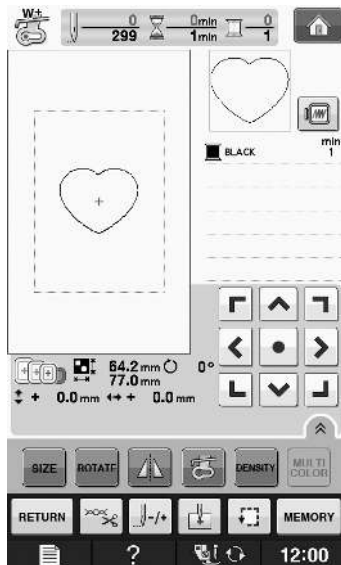 W+
0 0min 0
299 1min 1
min
BLACK 1
64.2mm 0°
77.0mm
+ 0.0mm + 0.0mm
SIZE ROTATE DENSITY MULTI COLOR
RETURN -/+ MEMORY
? 12:00